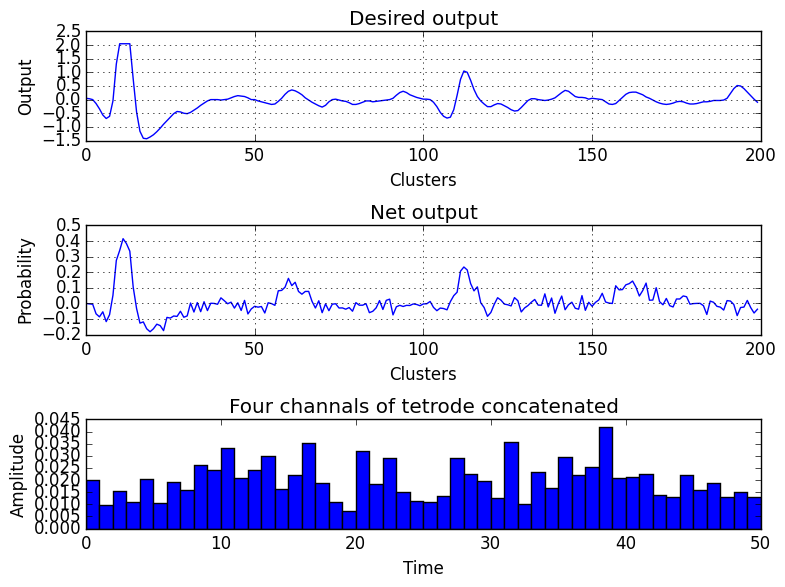 Desired output
2.5
2.0
1.5
1.0
0.5
0.0
−0.5
−1.0
−1.5
Output
0 50 100 150 200
Clusters
Net output
0.5
0.4
0.3
0.2
0.1
0.0
−0.1
−0.2
Probability
0 50 100 150 200
Clusters
Four channels of tetrode concatenated
0.045
0.040
0.035
0.030
0.025
0.020
0.015
0.010
0.005
0.000
Amplitude
0 10 20 30 40 50
Time